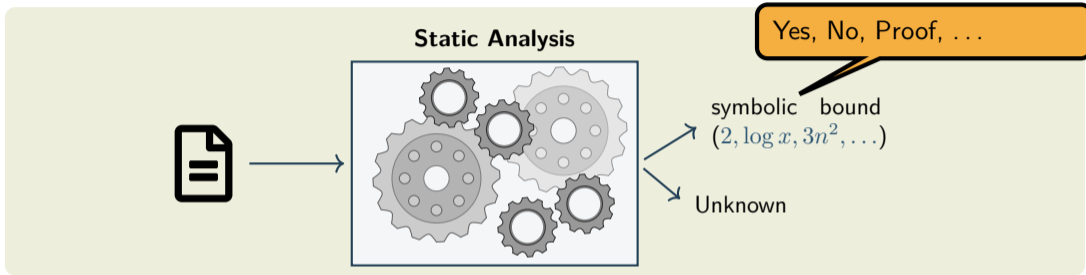 Yes, No, Proof, ...
Static Analysis
symbolic bound
(2, log x, 3n², ...)
Unknown